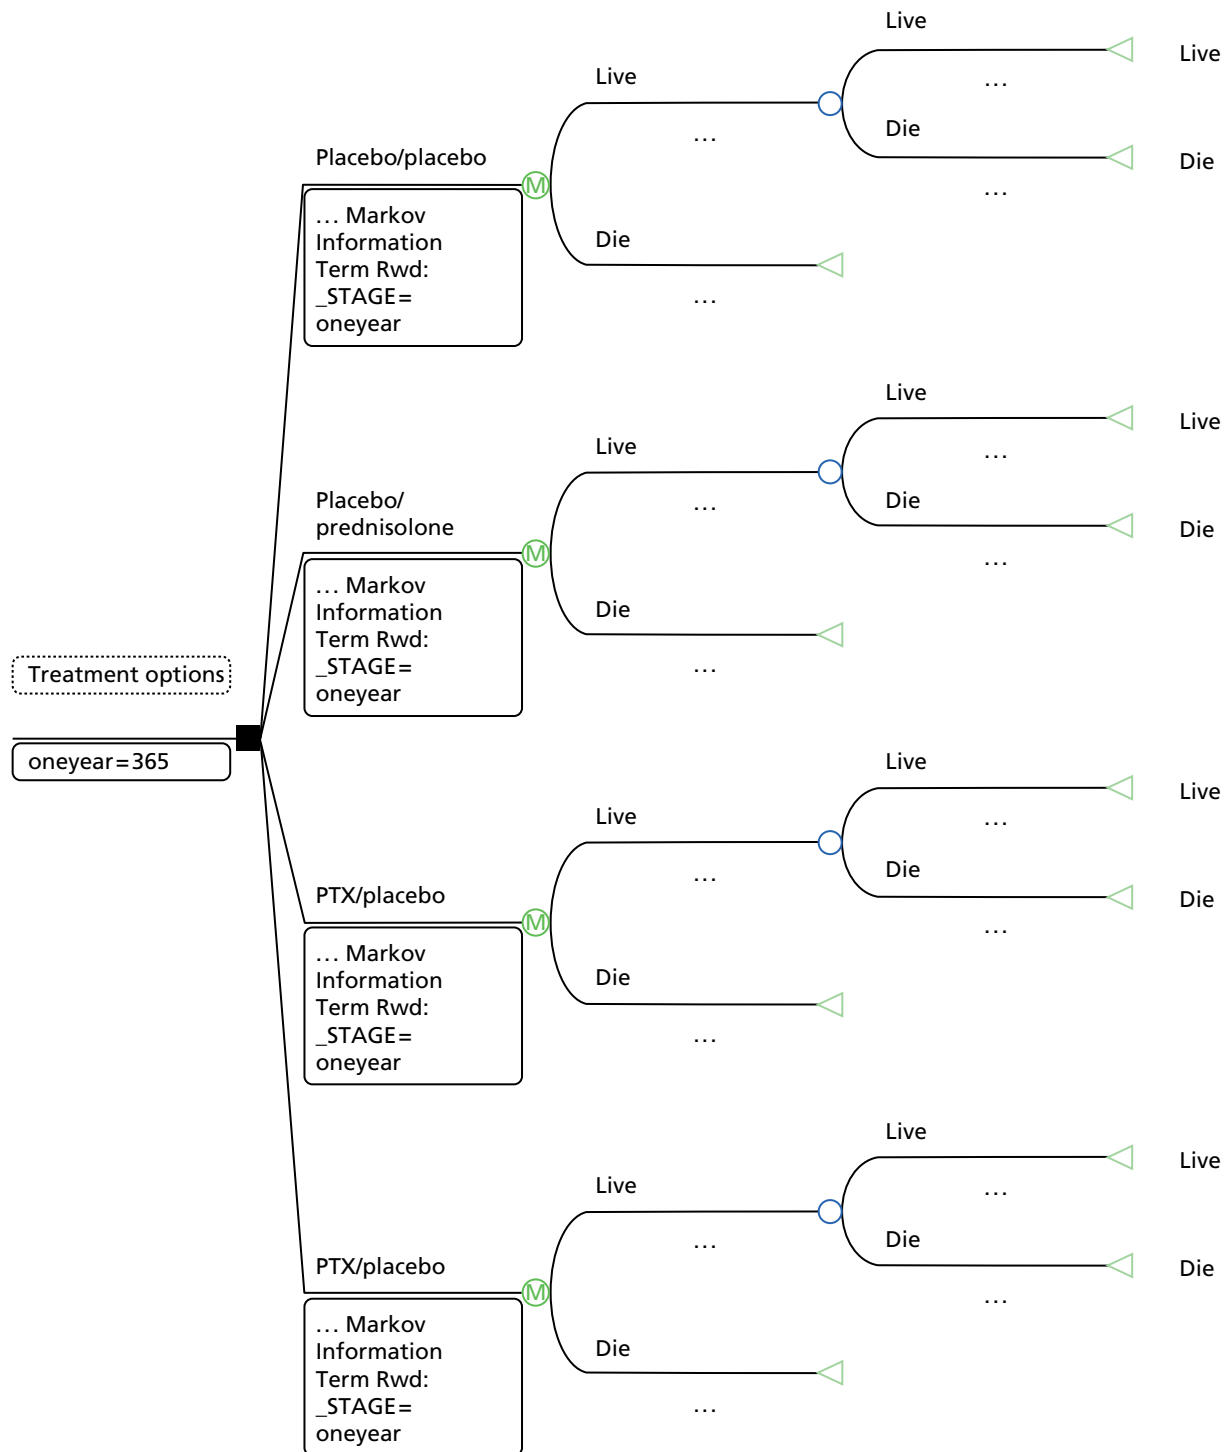 Treatment options
oneyear=365
Placebo/placebo
... Markov
Information
Term Rwd:
_STAGE=
oneyear
M
Live
...
Live
...
Live
Die
...
Die
Die
...
Placebo/
prednisolone
... Markov
Information
Term Rwd:
_STAGE=
oneyear
M
Live
...
Live
...
Live
Die
...
Die
Die
...
PTX/placebo
... Markov
Information
Term Rwd:
_STAGE=
oneyear
M
Live
...
Live
...
Live
Die
...
Die
Die
...
PTX/placebo
... Markov
Information
Term Rwd:
_STAGE=
oneyear
M
Live
...
Live
...
Live
Die
...
Die
Die
...